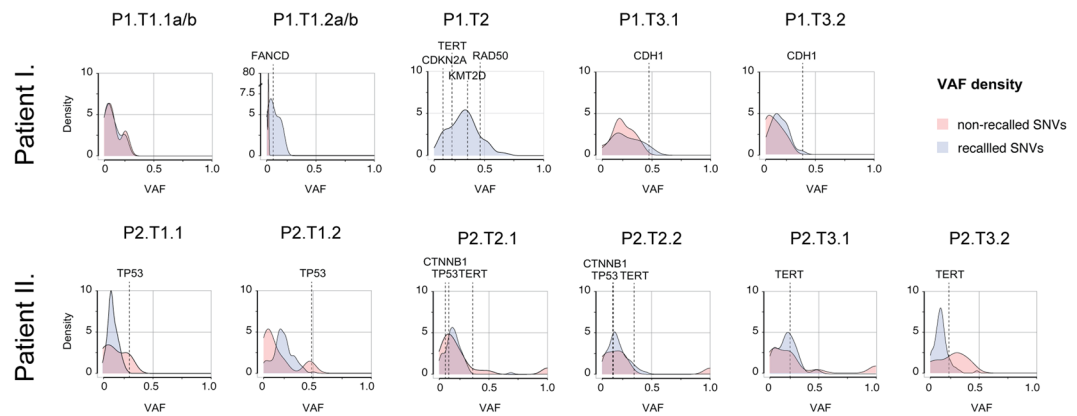 P1.T1.1a/b P1.T1.2a/b P1.T2 P1.T3.1 P1.T3.2
Patient I.
FANCD
TERT
CDKN2A RAD50
KMT2D
CDH1
CDH1
VAF density
non-recalled SNVs
recallled SNVs
Density
10 80 10 10 10
7.5
5 5.0 5 5 5
0 0 0 0 0
0 0.5 1.0 0 0.5 1.0 0 0.5 1.0 0 0.5 1.0 0 0.5 1.0
VAF VAF VAF VAF VAF
P2.T1.1 P2.T1.2 P2.T2.1 P2.T2.2 P2.T3.1 P2.T3.2
Patient II.
TP53
TP53
CTNNB1
TP53 TERT
CTNNB1
TP53 TERT
TERT
TERT
Density
10 10 10 10 10 10
5 5 5 5 5 5
0 0 0 0 0 0
0 0.5 1.0 0 0.5 1.0 0 0.5 1.0 0 0.5 1.0 0 0.5 1.0 0 0.5 1.0
VAF VAF VAF VAF VAF VAF